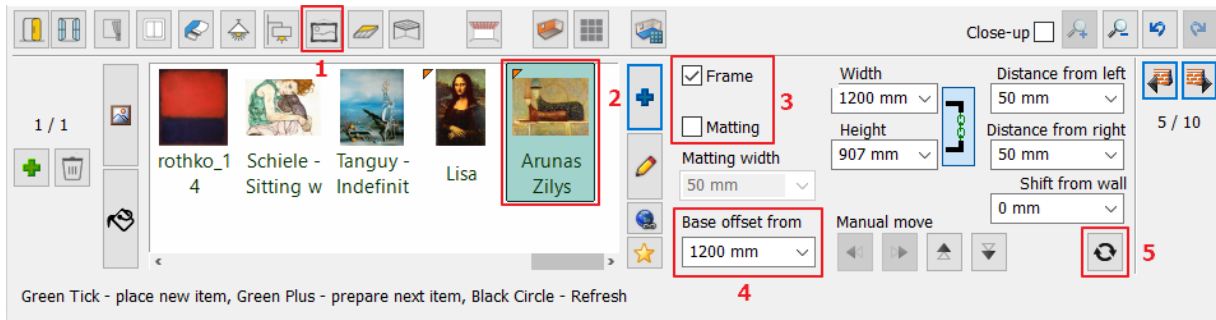 Close-up
1
1 / 1
rothko_1
4
Schiele -
Sitting w
Tanguy -
Indefinit
Lisa
Arunas
Zilys
2
Frame
Matting
3
Matting width
50 mm
Base offset from
1200 mm
4
Width
1200 mm
Height
907 mm
Distance from left
50 mm
Distance from right
50 mm
Shift from wall
0 mm
Manual move
5
5 / 10
Green Tick - place new item, Green Plus - prepare next item, Black Circle - Refresh